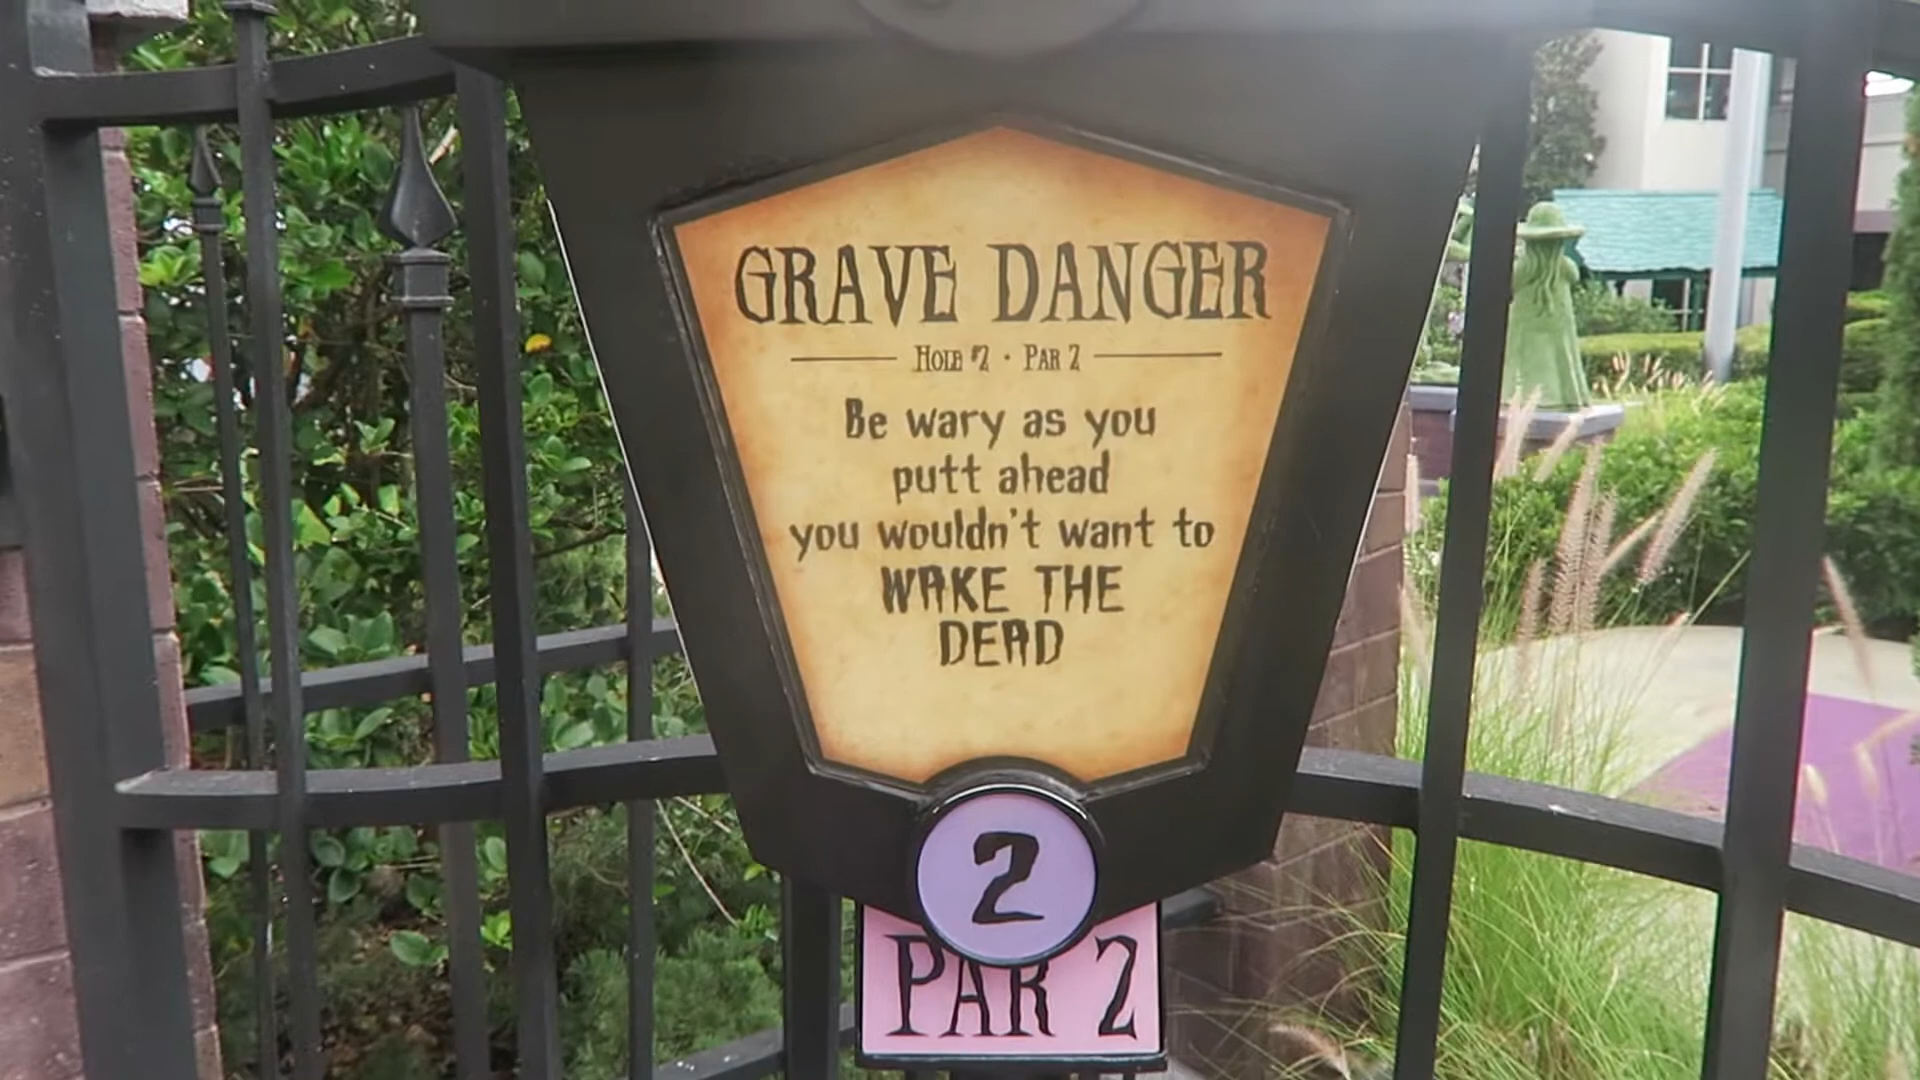 GRAVE DANGER
HOLE #2 · PAR 2
Be wary as you
putt ahead
you wouldn't want to
WAKE THE
DEAD
2
PAR 2